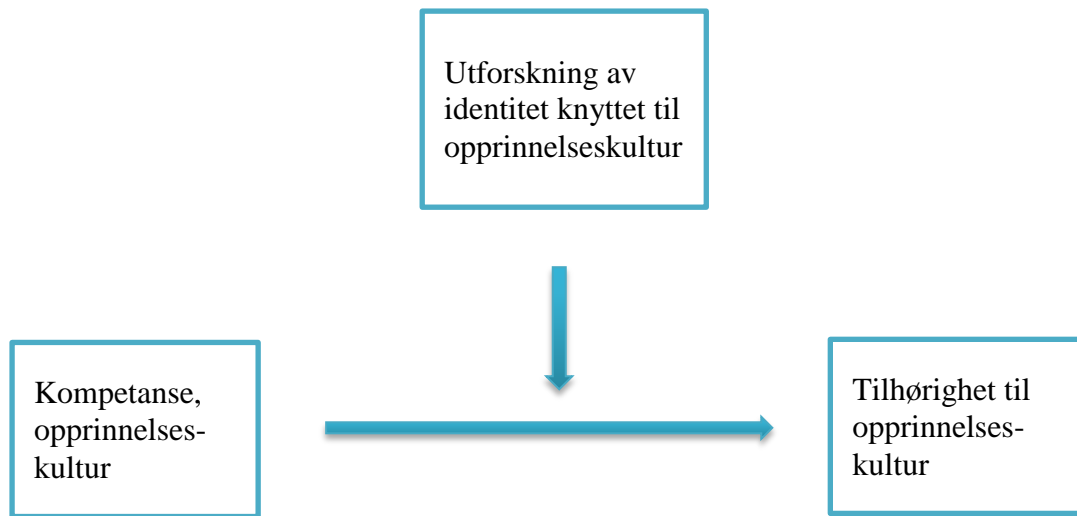 Utforskning av
identitet knyttet til
opprinnelseskultur
Kompetanse,
opprinnelses-
kultur
Tilhørighet til
opprinnelses-
kultur